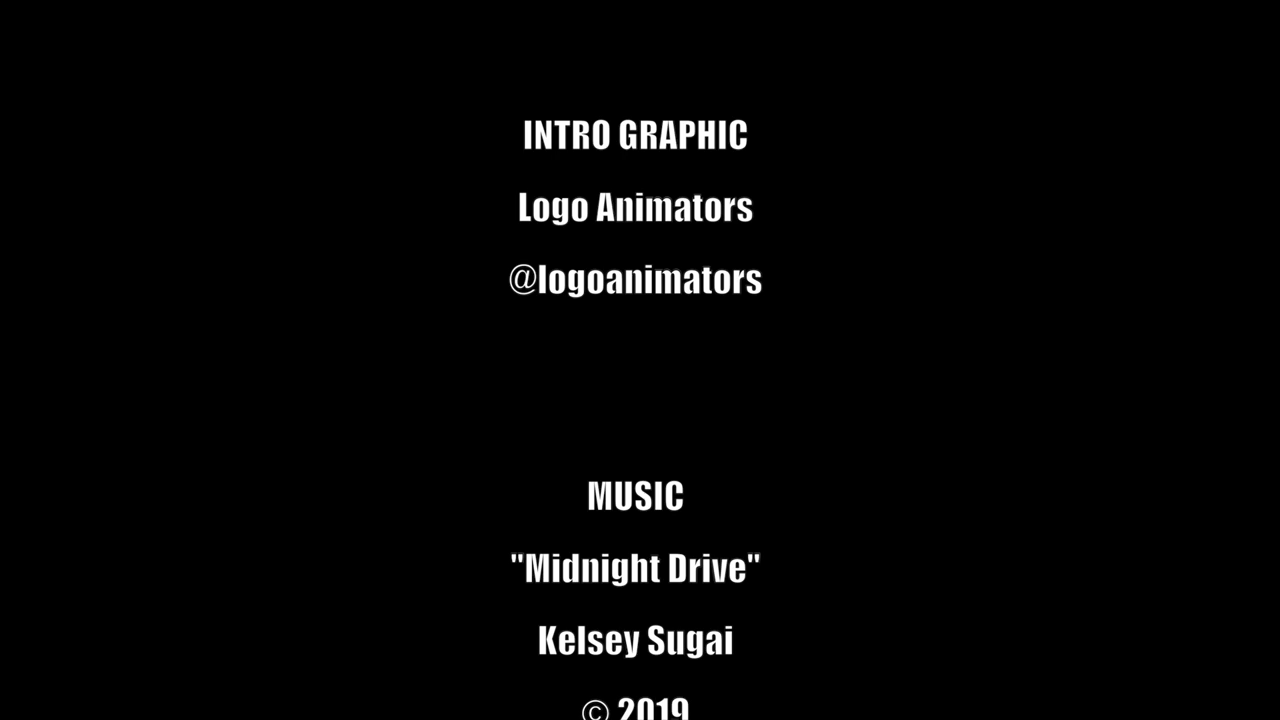 INTRO GRAPHIC
Logo Animators
@logoanimators
MUSIC
"Midnight Drive"
Kelsey Sugai
© 2019